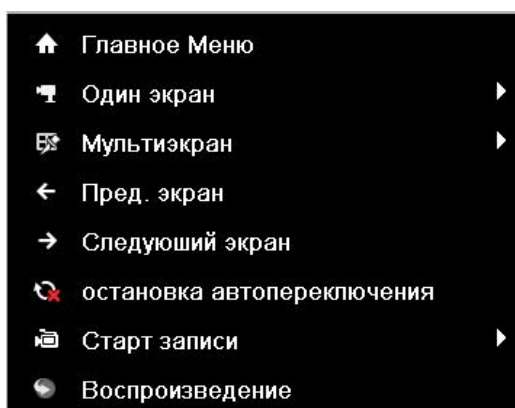 Главное Меню
Один экран
Мультиэкран
Пред. экран
Следуюший экран
остановка автопереключения
Старт записи
Воспроизведение